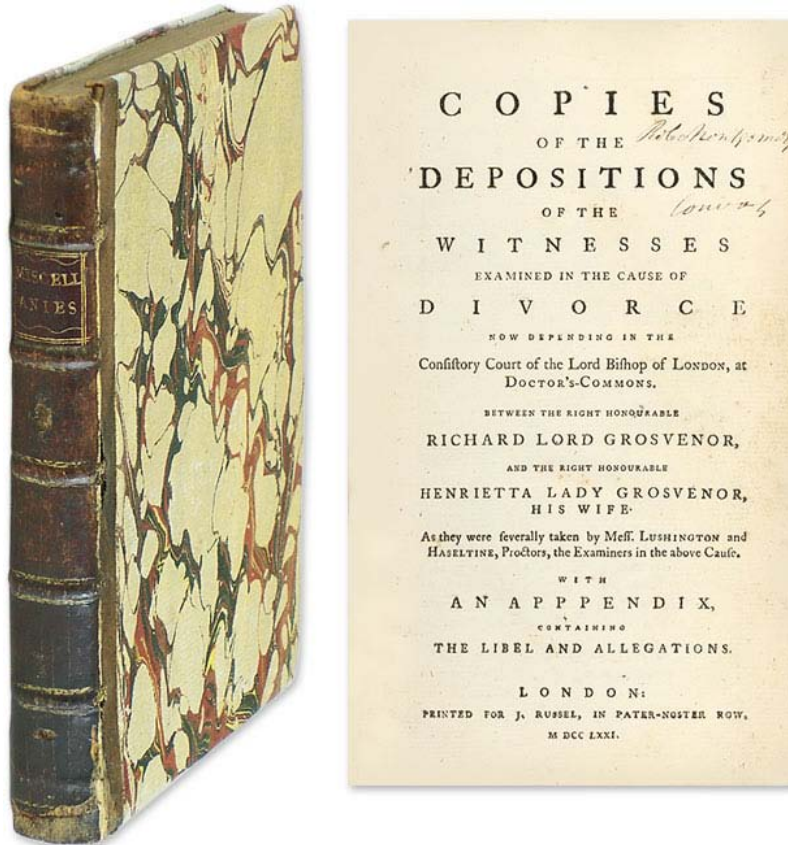 MISCELL
ANIES
COPIES
OF THE
DEPOSITIONS
OF THE
WITNESSES
EXAMINED IN THE CAUSE OF
DIVORCE
NOW DEPENDING IN THE
Conſiſtory Court of the Lord Biſhop of LONDON, at
DOCTOR'S-COMMONS.
BETWEEN THE RIGHT HONOURABLE
RICHARD LORD GROSVENOR,
AND THE RIGHT HONOURABLE
HENRIETTA LADY GROSVENOR,
HIS WIFE.
As they were ſeverally taken by Meſſ. LUSHINGTON and
HASELTINE, Proctors, the Examiners in the above Cauſe.
WITH
AN APPPENDIX,
CONTAINING
THE LIBEL AND ALLEGATIONS.
LONDON:
PRINTED FOR J. RUSSEL, IN PATER-NOSTER ROW,
M DCC LXXI.